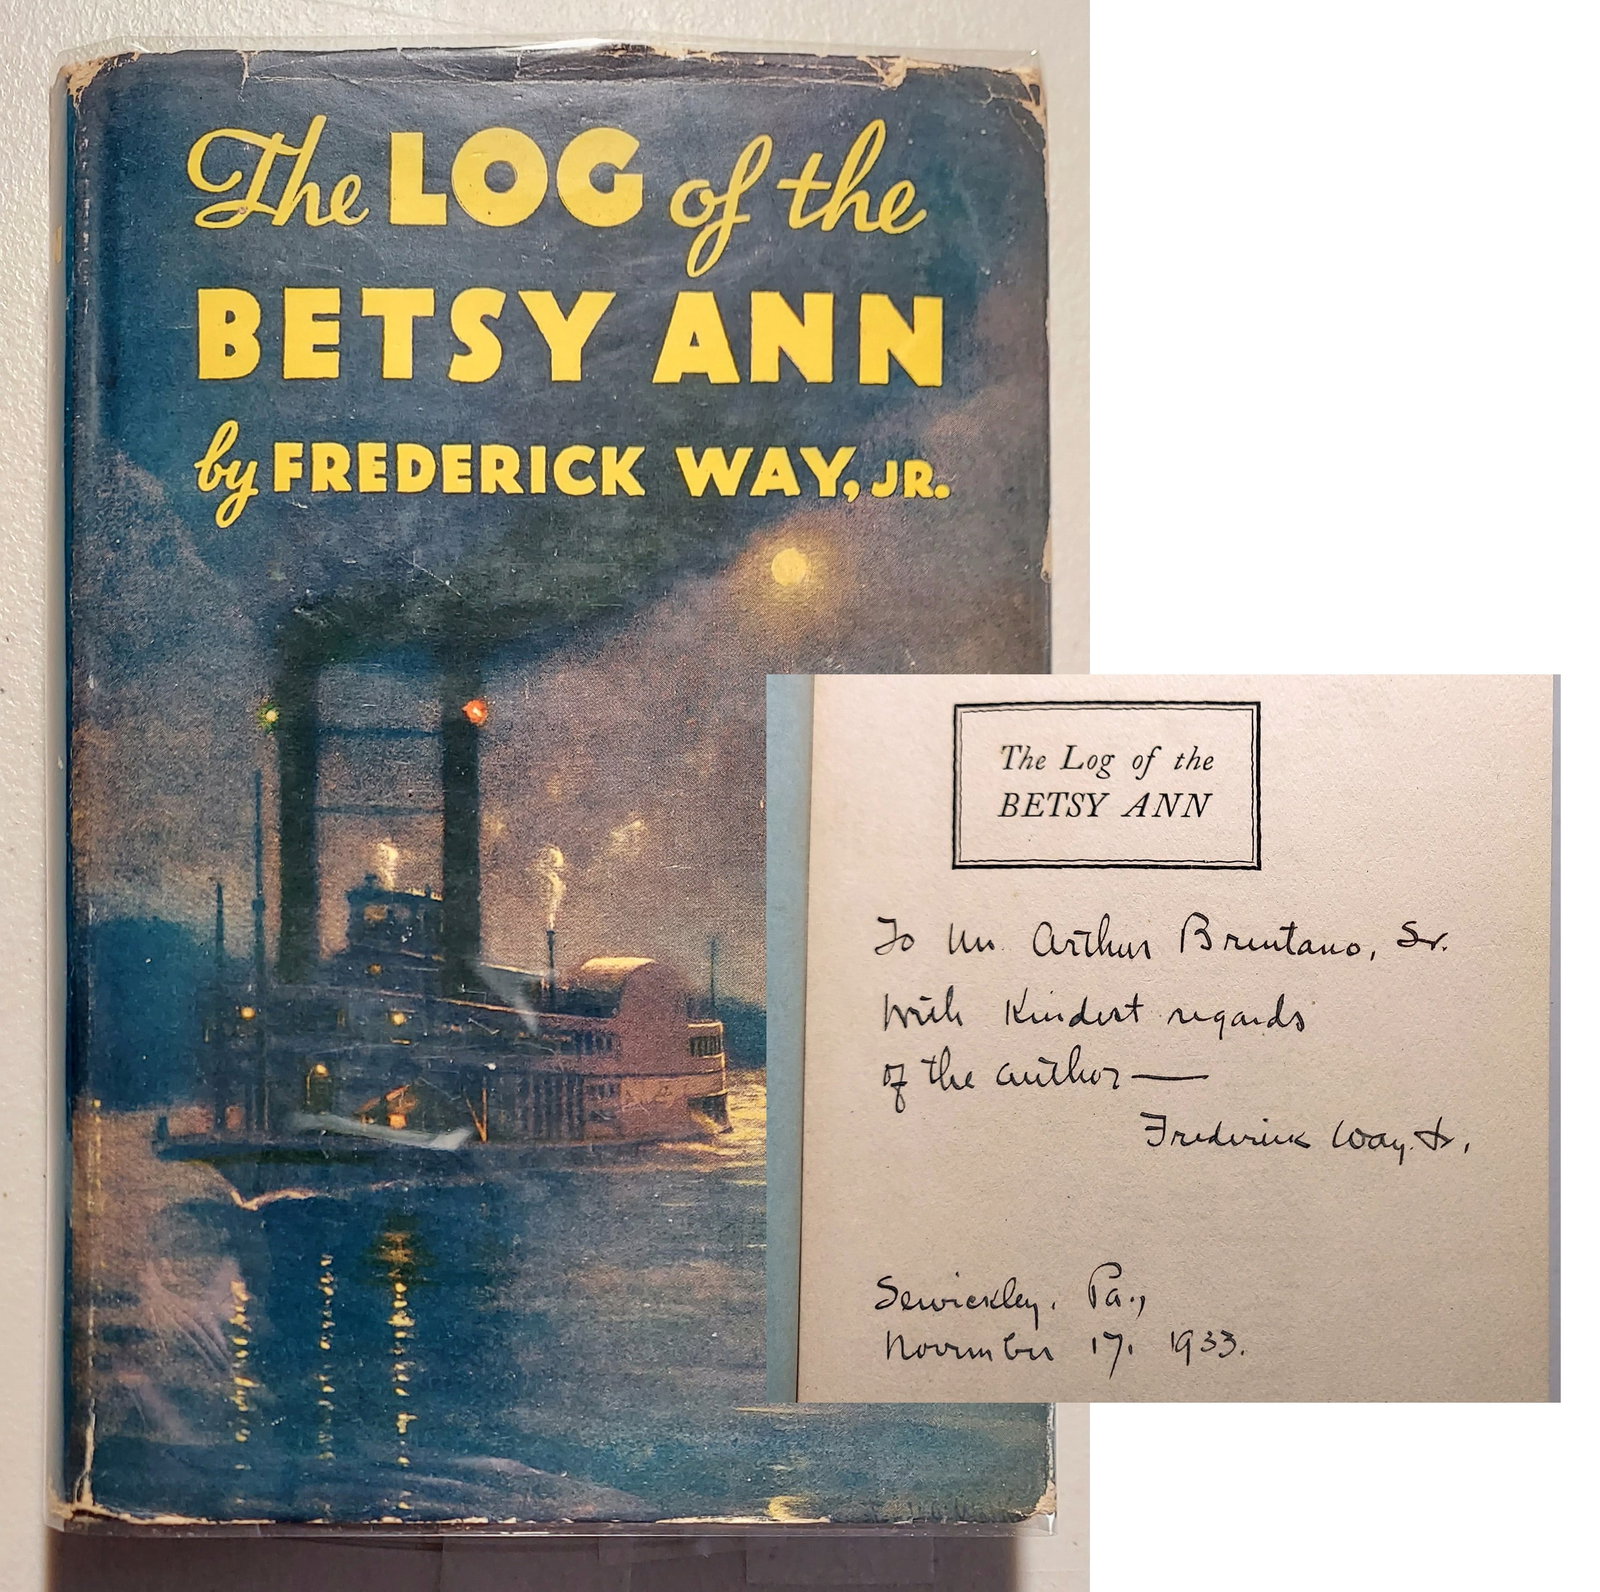 The LOG of the
BETSY ANN
by FREDERICK WAY, JR.
The Log of the
BETSY ANN
To Mr. Arthur Brentano, Sr.
With kindest regards
of the author —
Frederick Way, Jr.
Sewickley, Pa.,
November 17, 1933.